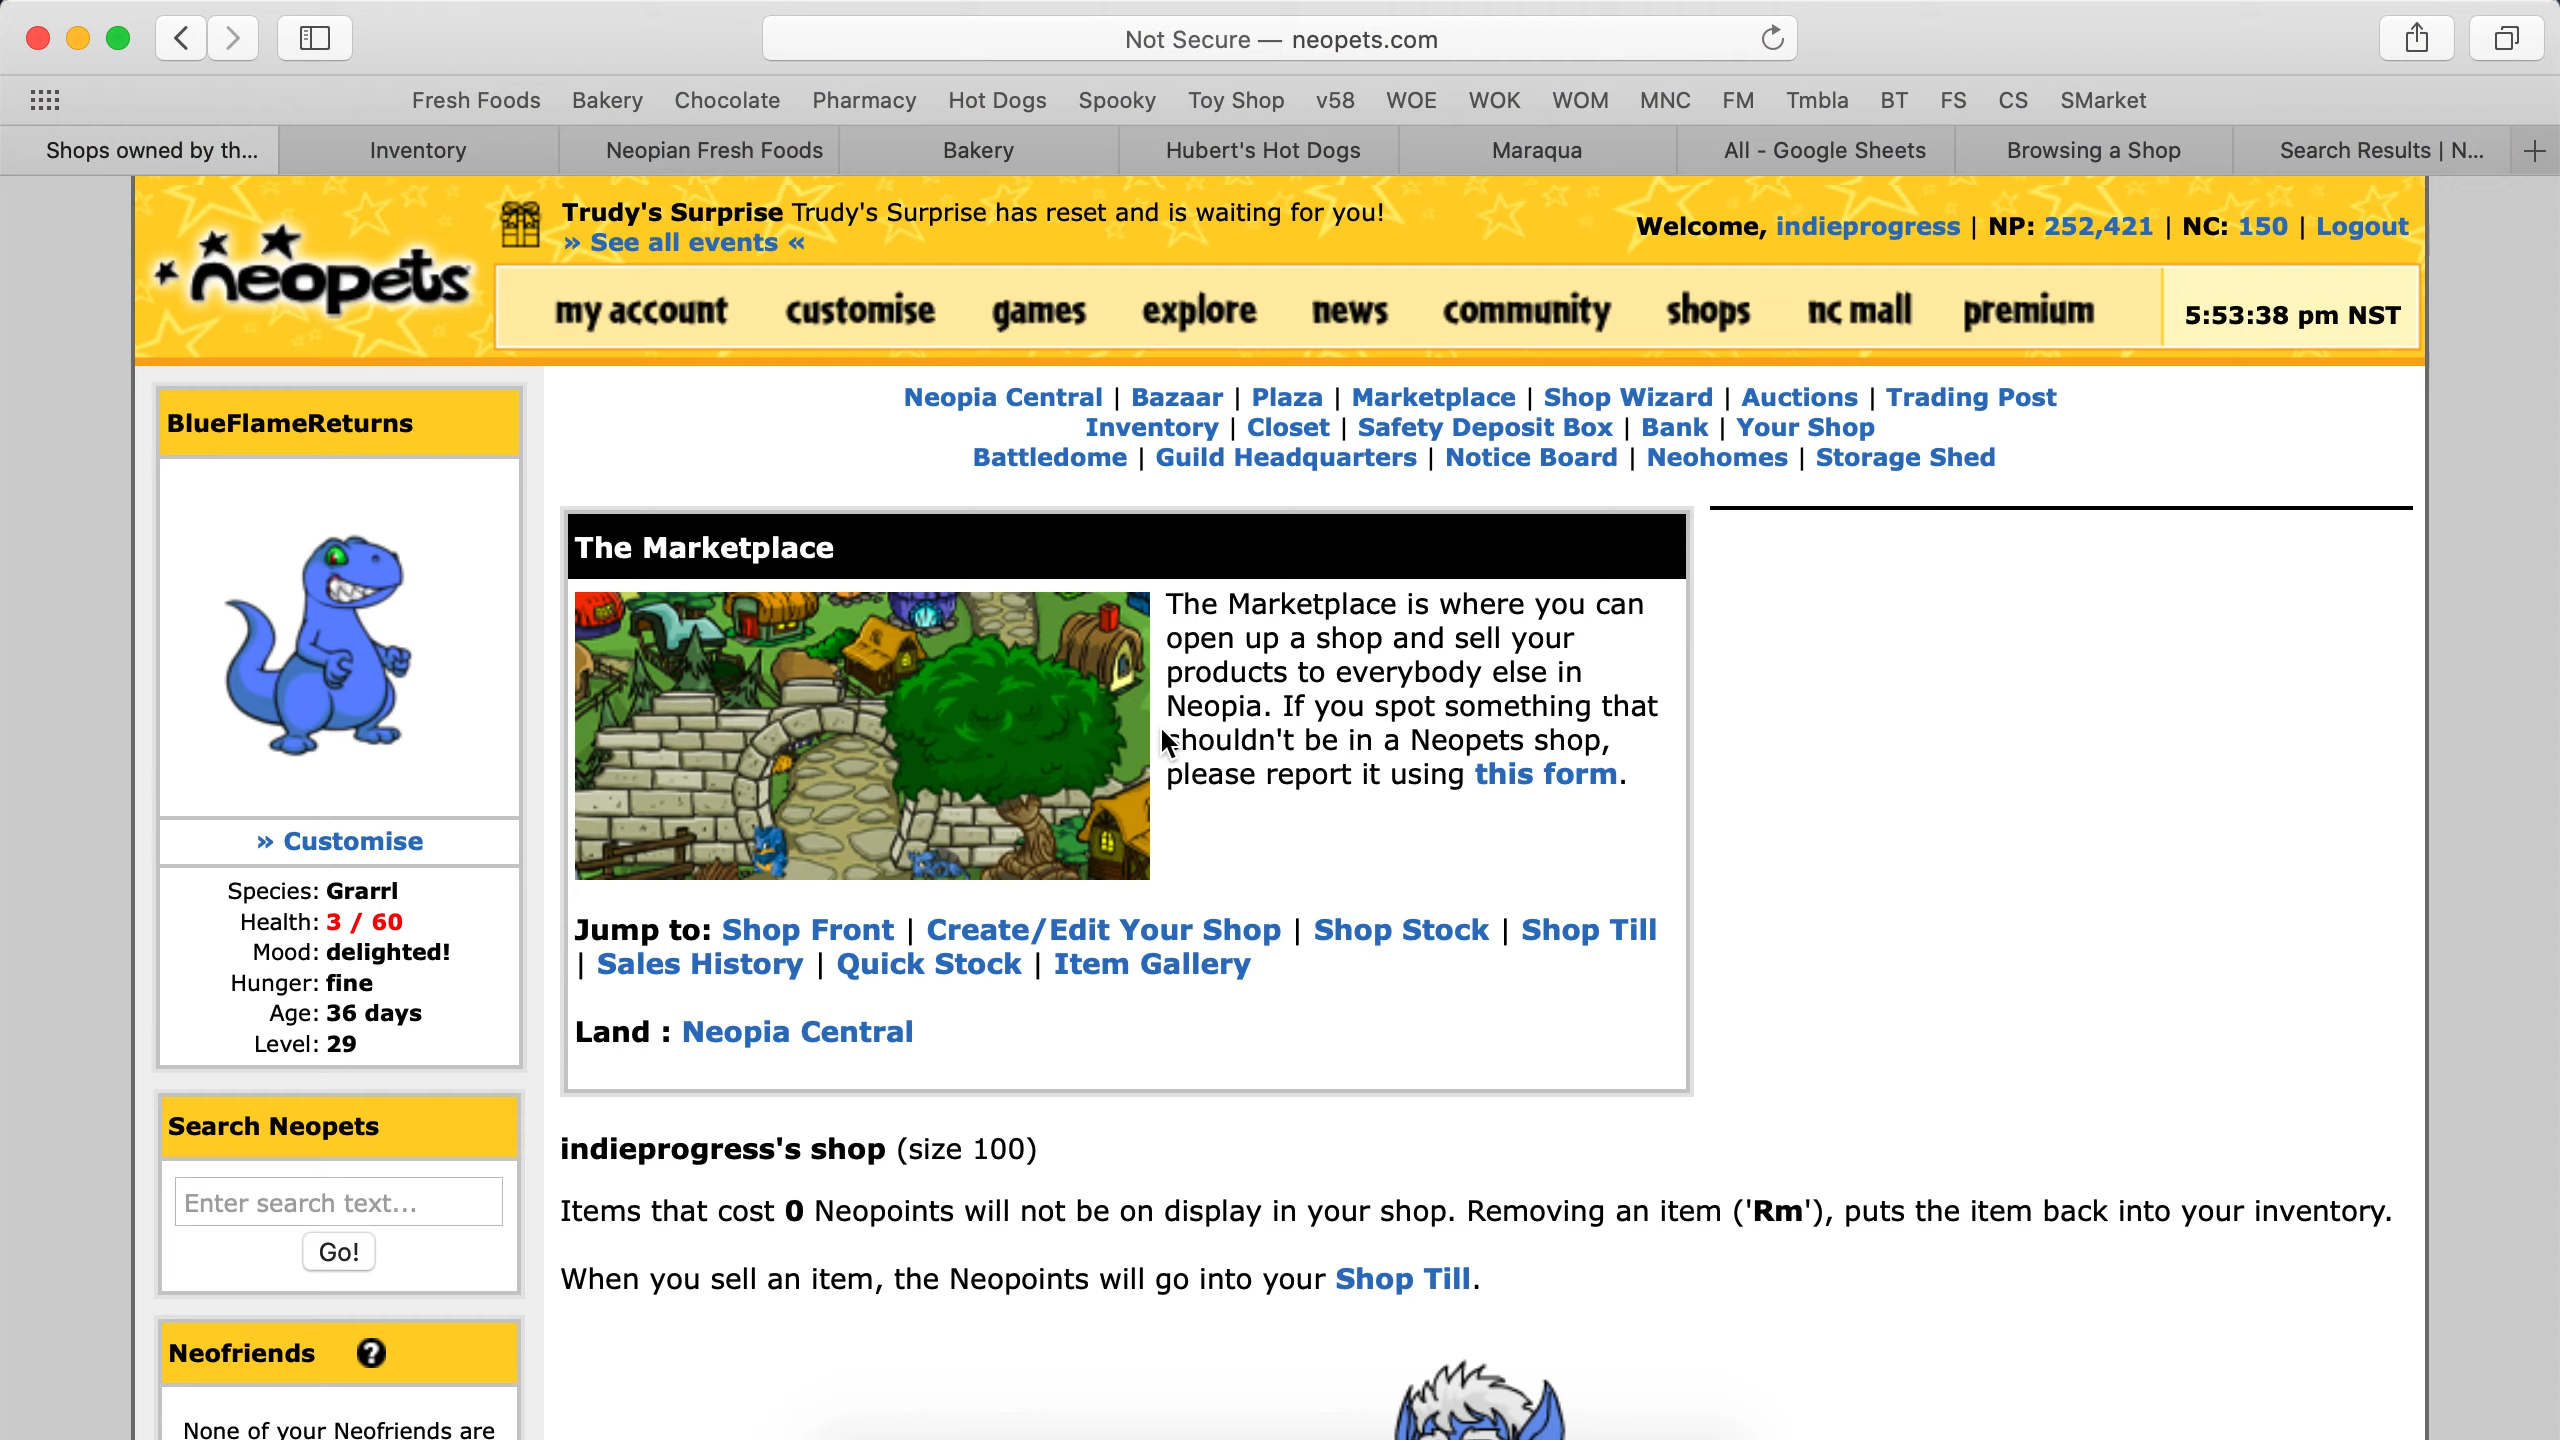 Not Secure — neopets.com
Fresh Foods Bakery Chocolate Pharmacy Hot Dogs Spooky Toy Shop v58 WOE WOK WOM MNC FM Tmbla BT FS CS SMarket
Shops owned by th... Inventory Neopian Fresh Foods Bakery Hubert's Hot Dogs Maraqua All - Google Sheets Browsing a Shop Search Results | N...
neopets
Trudy's Surprise Trudy's Surprise has reset and is waiting for you!
» See all events «
Welcome, indieprogress | NP: 252,421 | NC: 150 | Logout
my account customise games explore news community shops nc mall premium 5:53:38 pm NST
BlueFlameReturns
» Customise
Species: Grarrl
Health: 3 / 60
Mood: delighted!
Hunger: fine
Age: 36 days
Level: 29
Search Neopets
Enter search text...
Go!
Neofriends ?
None of your Neofriends are
Neopia Central | Bazaar | Plaza | Marketplace | Shop Wizard | Auctions | Trading Post
Inventory | Closet | Safety Deposit Box | Bank | Your Shop
Battledome | Guild Headquarters | Notice Board | Neohomes | Storage Shed
The Marketplace
The Marketplace is where you can
open up a shop and sell your
products to everybody else in
Neopia. If you spot something that
shouldn't be in a Neopets shop,
please report it using this form.
Jump to: Shop Front | Create/Edit Your Shop | Shop Stock | Shop Till
| Sales History | Quick Stock | Item Gallery
Land : Neopia Central
indieprogress's shop (size 100)
Items that cost 0 Neopoints will not be on display in your shop. Removing an item ('Rm'), puts the item back into your inventory.
When you sell an item, the Neopoints will go into your Shop Till.